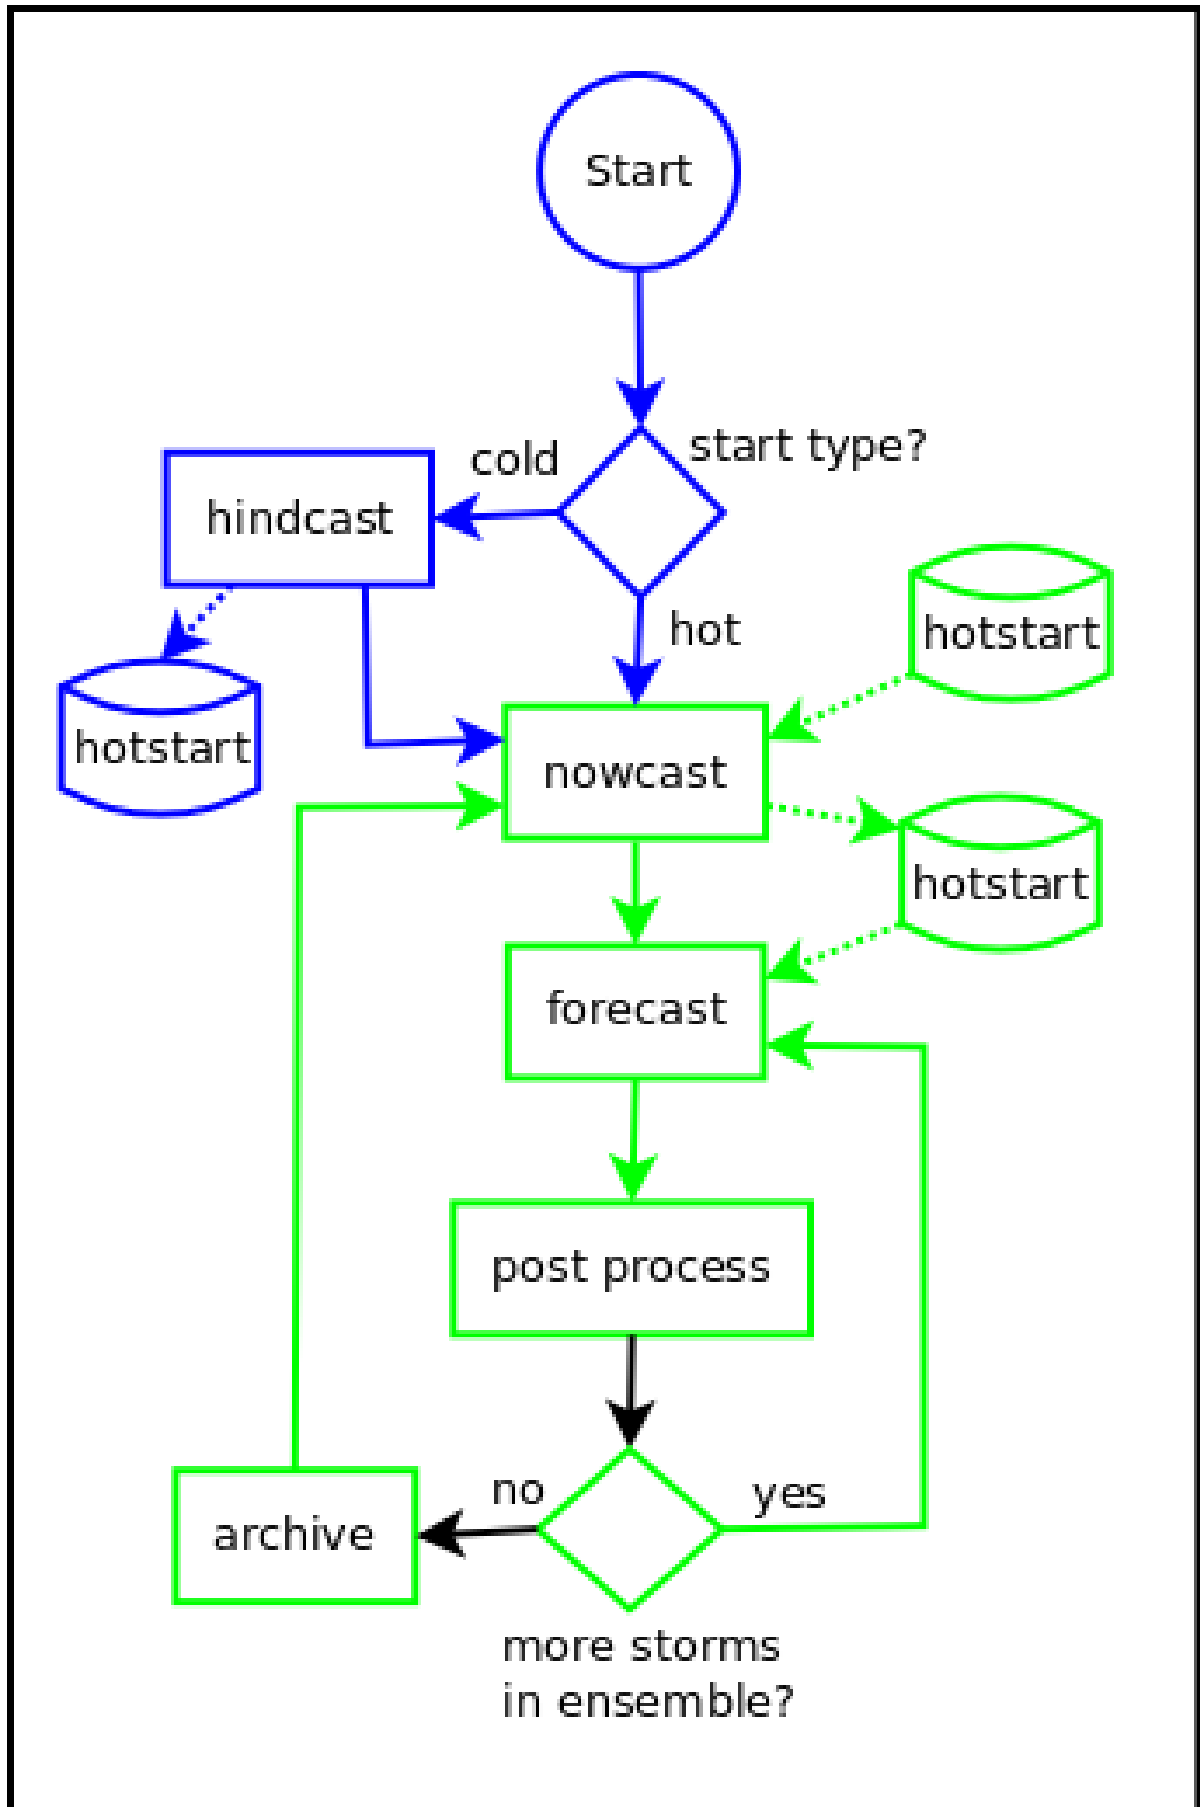 Start
start type?
cold
hindcast
hot
hotstart
hotstart
nowcast
hotstart
forecast
post process
no
yes
archive
more storms
in ensemble?